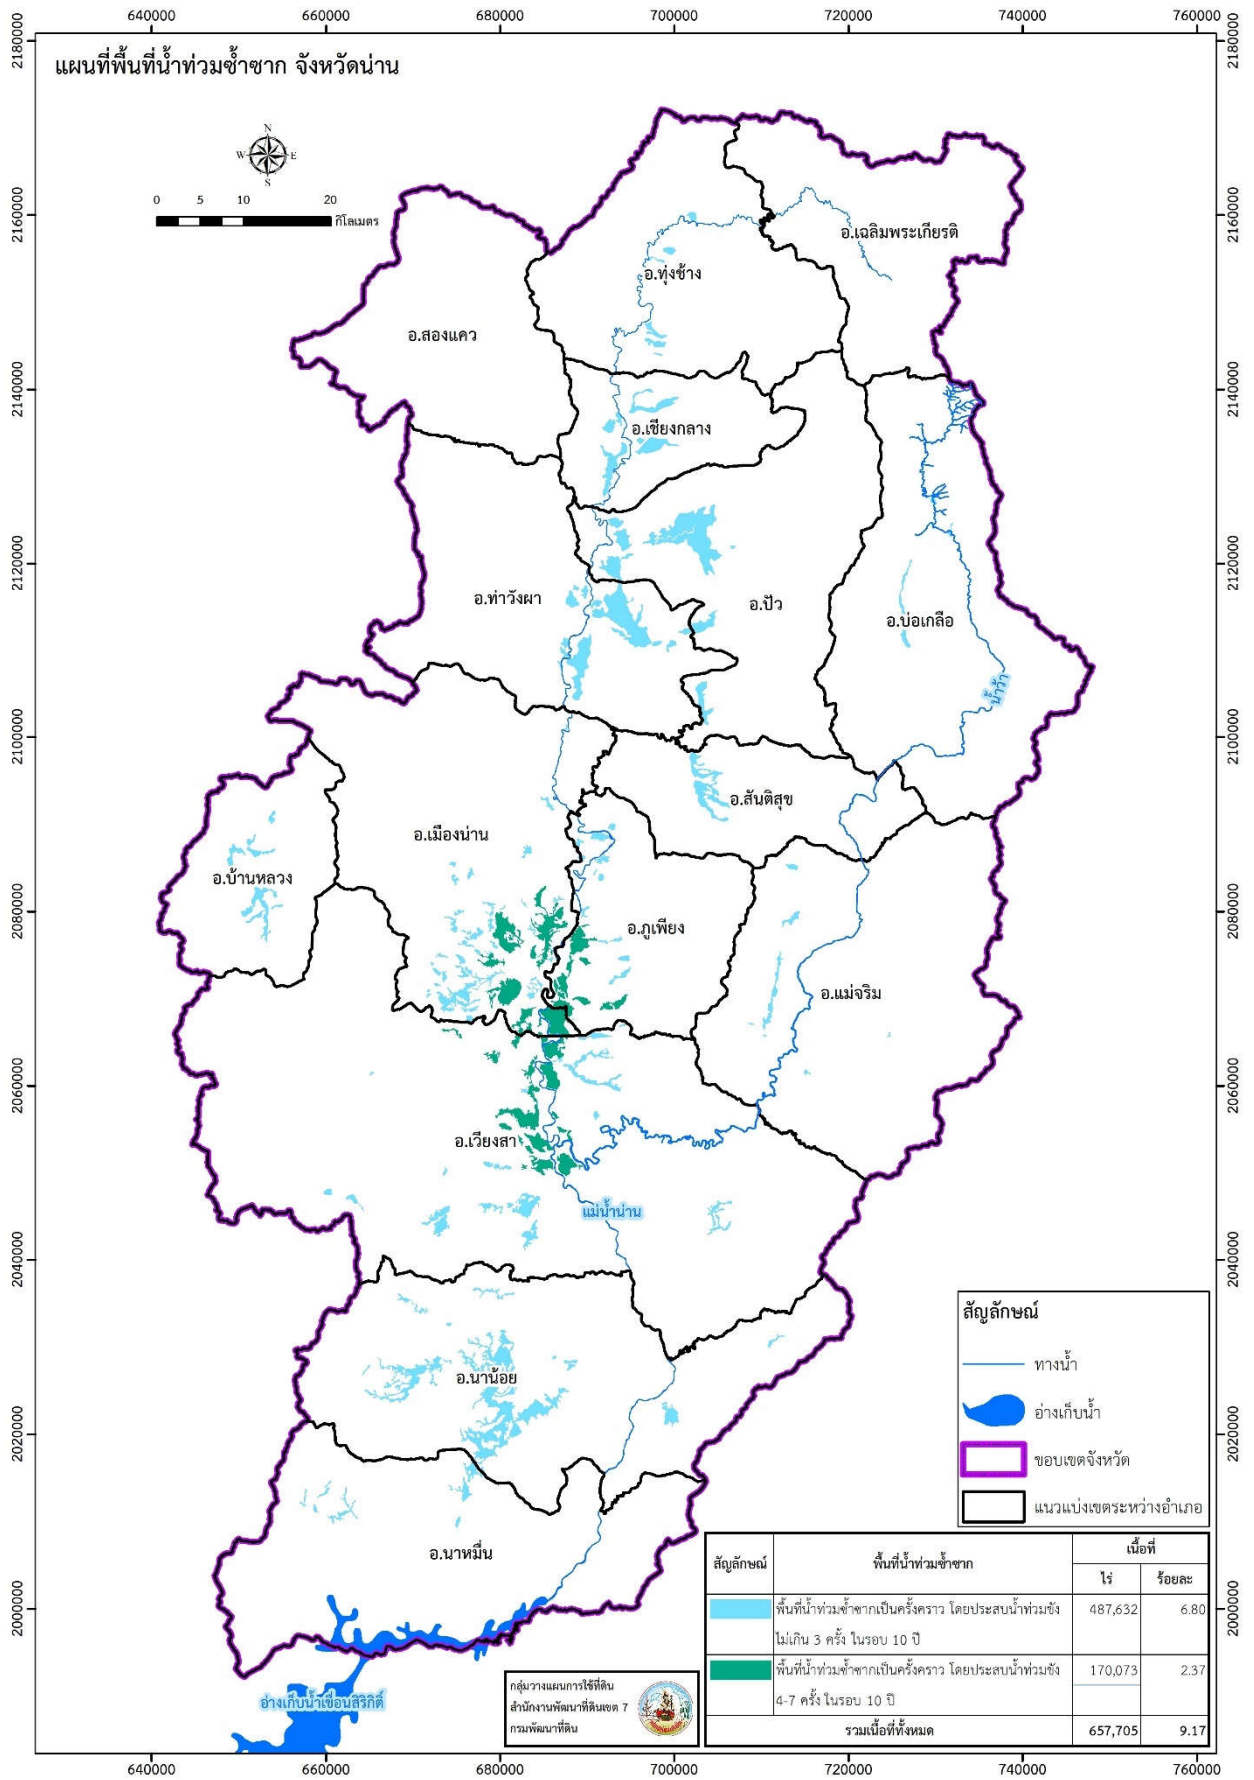 640000 660000 680000 700000 720000 740000 760000
แผนที่พื้นที่น้ำท่วมซ้ำซาก จังหวัดน่าน
N
W E
S
0 5 10 20
กิโลเมตร
2180000 2180000
2160000 2160000
2140000 2140000
2120000 2120000
2100000 2100000
2080000 2080000
2060000 2060000
2040000 2040000
2020000 2020000
2000000 2000000
อ.เฉลิมพระเกียรติ
อ.ทุ่งช้าง
อ.สองแคว
อ.เชียงกลาง
อ.ท่าวังผา
อ.ปัว
อ.บ่อเกลือ
น้ำว้า
อ.สันติสุข
อ.เมืองน่าน
อ.บ้านหลวง
อ.ภูเพียง
อ.แม่จริม
อ.เวียงสา
แม่น้ำน่าน
อ.นาน้อย
อ.นาหมื่น
อ่างเก็บน้ำเขื่อนสิริกิติ์
สัญลักษณ์
ทางน้ำ
อ่างเก็บน้ำ
ขอบเขตจังหวัด
แนวแบ่งเขตระหว่างอำเภอ
สัญลักษณ์ พื้นที่น้ำท่วมซ้ำซาก เนื้อที่
ไร่ ร้อยละ
พื้นที่น้ำท่วมซ้ำซากเป็นครั้งคราว โดยประสบน้ำท่วมขัง 487,632 6.80
ไม่เกิน 3 ครั้ง ในรอบ 10 ปี
พื้นที่น้ำท่วมซ้ำซากเป็นครั้งคราว โดยประสบน้ำท่วมขัง 170,073 2.37
4-7 ครั้ง ในรอบ 10 ปี
รวมเนื้อที่ทั้งหมด 657,705 9.17
กลุ่มวางแผนการใช้ที่ดิน
สำนักงานพัฒนาที่ดินเขต 7
กรมพัฒนาที่ดิน
640000 660000 680000 700000 720000 740000 760000